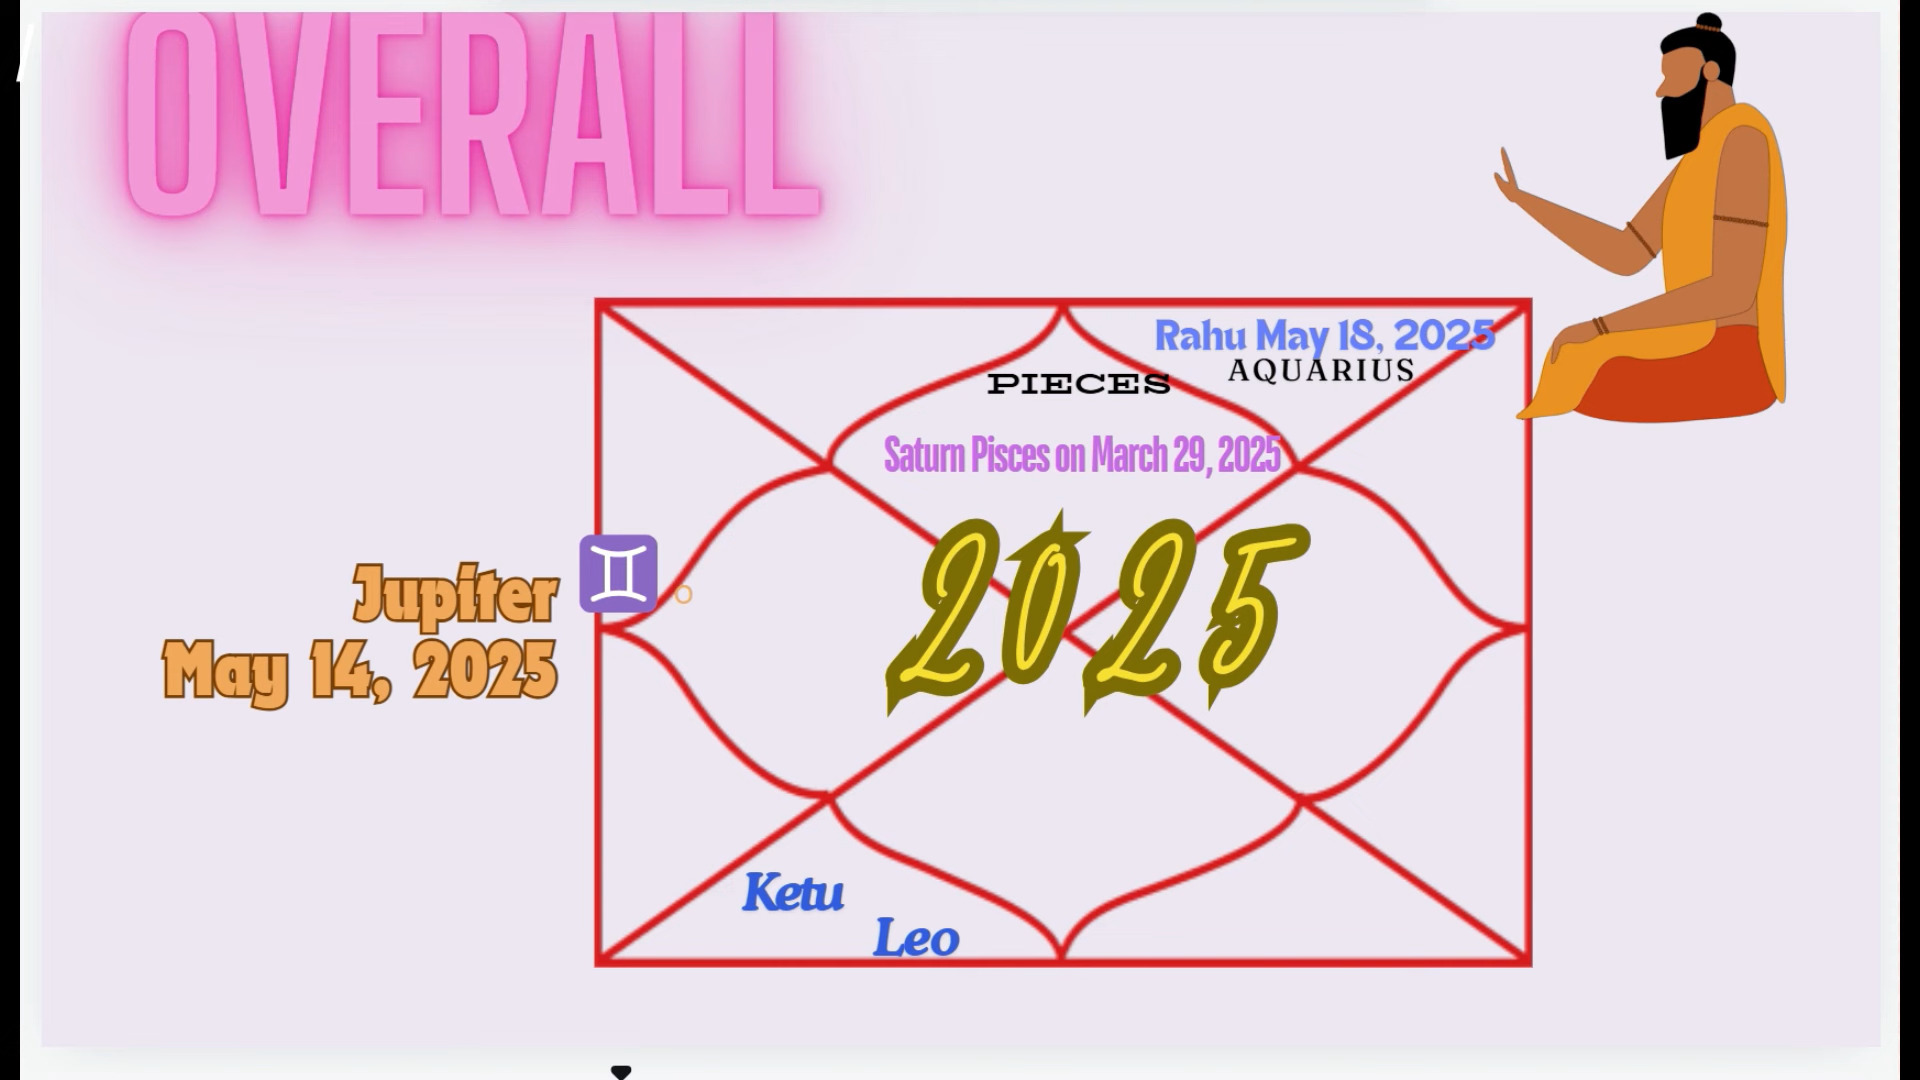 OVERALL
Rahu May 18, 2025
AQUARIUS
PIECES
Saturn Pisces on March 29, 2025
2025
Jupiter
May 14, 2025
♊
Ketu
Leo